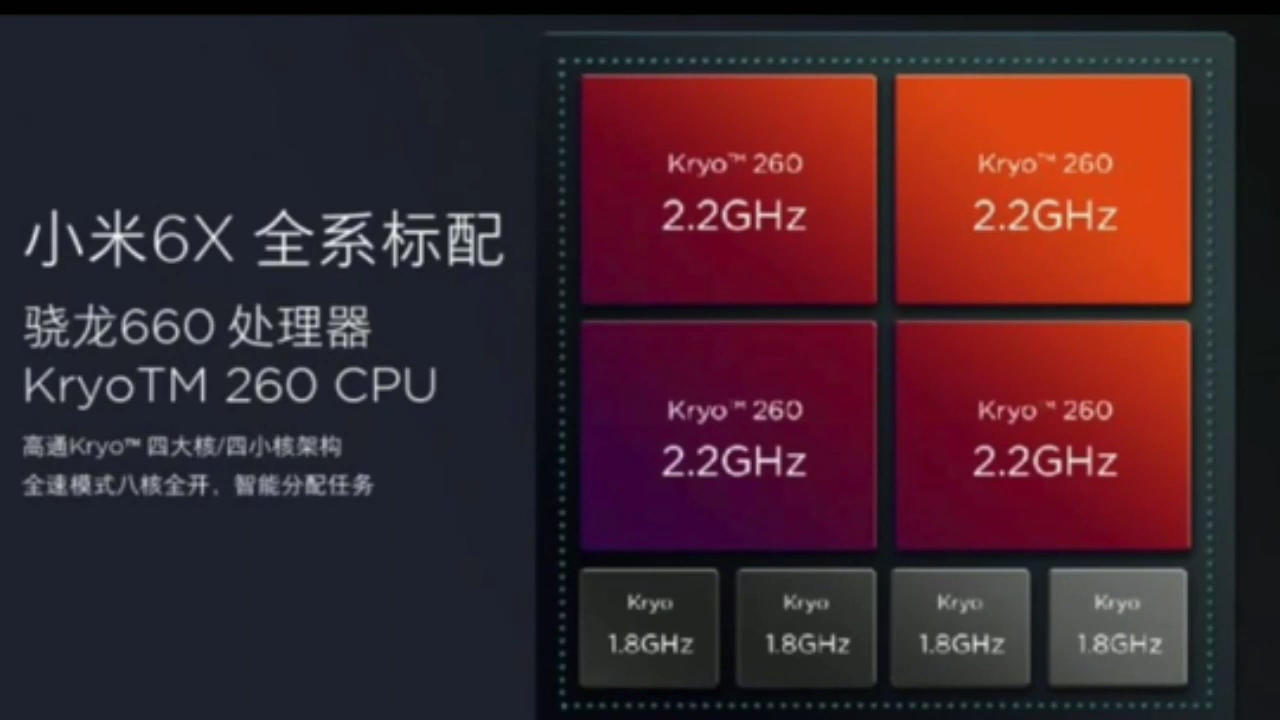 小米6X 全系标配
骁龙660 处理器
KryoTM 260 CPU
高通Kryo™ 四大核/四小核架构
全速模式八核全开，智能分配任务
Kryo™ 260
2.2GHz
Kryo™ 260
2.2GHz
Kryo™ 260
2.2GHz
Kryo™ 260
2.2GHz
Kryo
1.8GHz
Kryo
1.8GHz
Kryo
1.8GHz
Kryo
1.8GHz